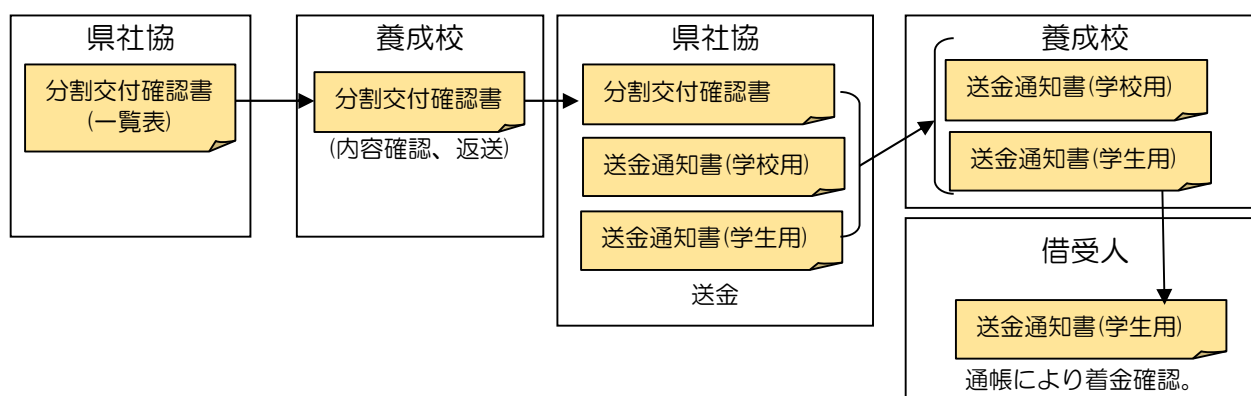 県社協
分割交付確認書
(一覧表)
養成校
分割交付確認書
(内容確認、返送)
県社協
分割交付確認書
送金通知書(学校用)
送金通知書(学生用)
送金
養成校
送金通知書(学校用)
送金通知書(学生用)
借受人
送金通知書(学生用)
通帳により着金確認。